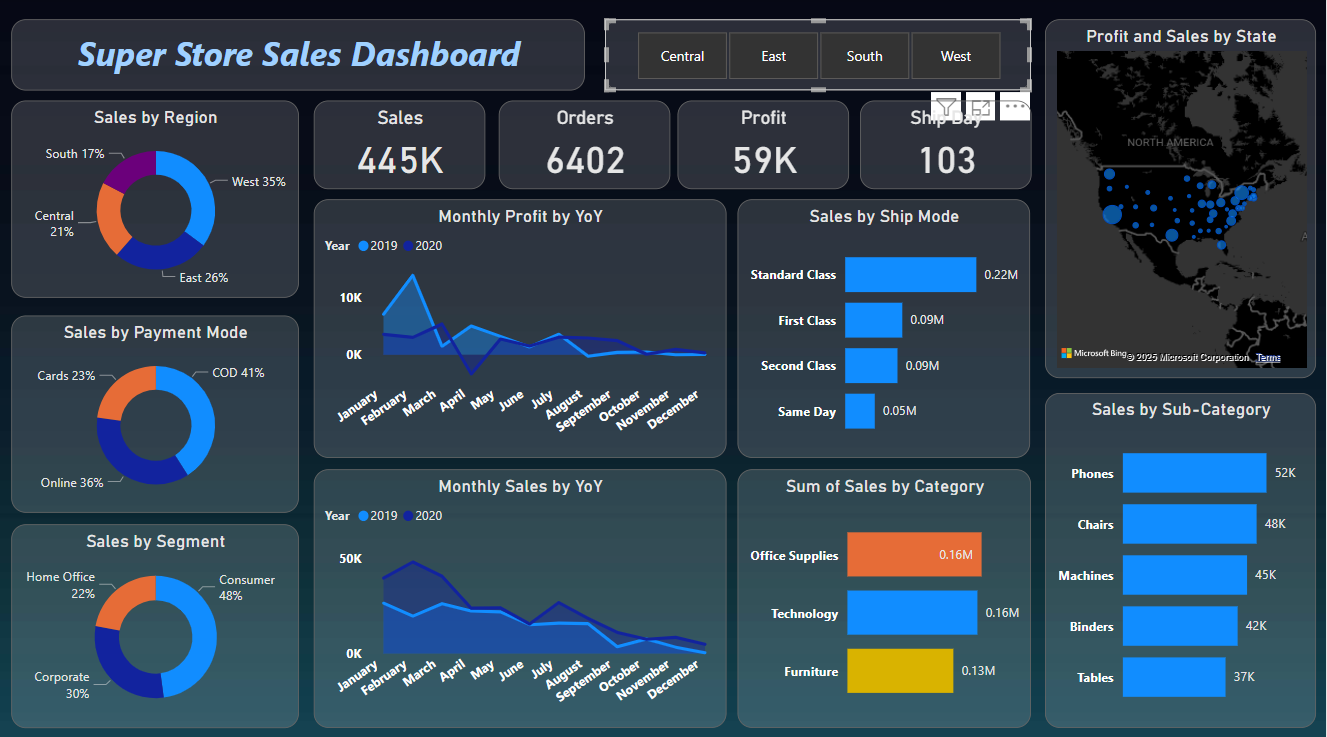 Super Store Sales Dashboard
Central
East
South
West
Profit and Sales by State
NORTH AMERICA
A
Microsoft Bing
© 2025 Microsoft Corporation Terms
Sales by Region
South 17%
West 35%
Central
21%
East 26%
Sales
445K
Orders
6402
Profit
59K
Ship Day
103
Monthly Profit by YoY
Year 2019 2020
10K
0K
January
February
March
April
May
June
July
August
September
October
November
December
Sales by Ship Mode
Standard Class 0.22M
First Class 0.09M
Second Class 0.09M
Same Day 0.05M
Sales by Payment Mode
Cards 23%
COD 41%
Online 36%
Sales by Segment
Home Office
22%
Consumer
48%
Corporate
30%
Monthly Sales by YoY
Year 2019 2020
50K
0K
January
February
March
April
May
June
July
August
September
October
November
December
Sum of Sales by Category
Office Supplies 0.16M
Technology 0.16M
Furniture 0.13M
Sales by Sub-Category
Phones 52K
Chairs 48K
Machines 45K
Binders 42K
Tables 37K